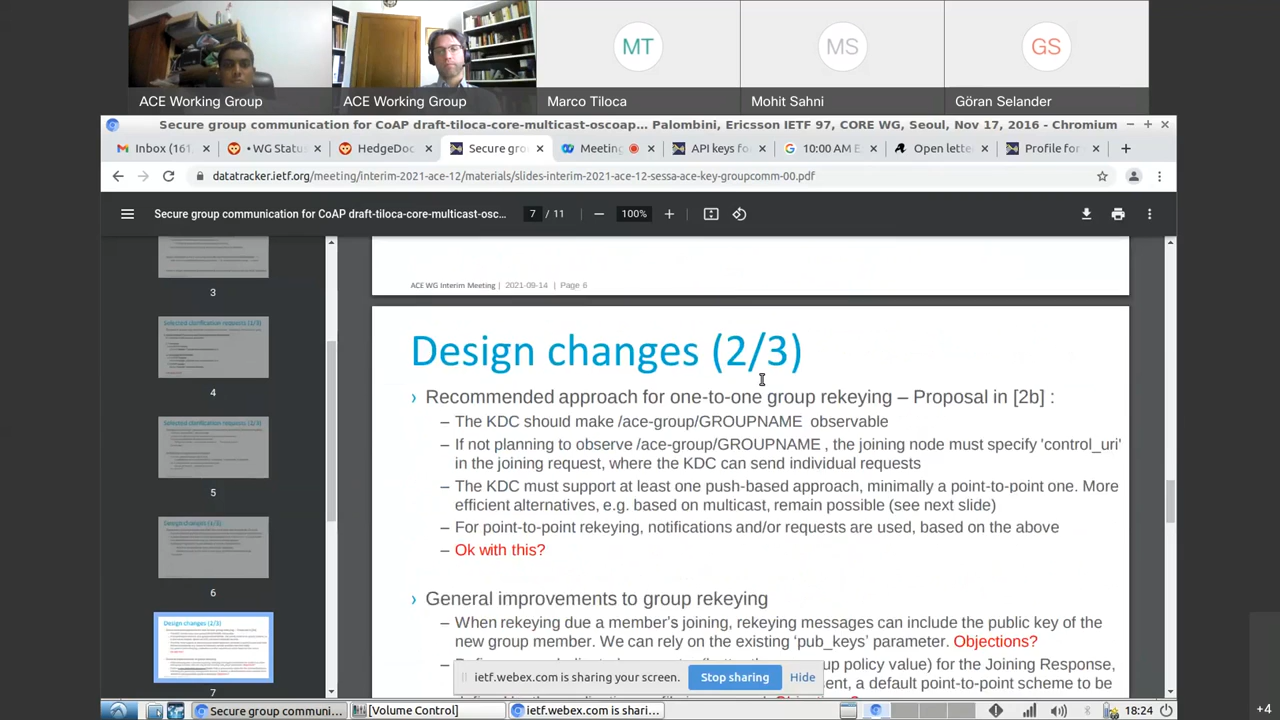 MT
MS
GS
ACE Working Group
ACE Working Group
Marco Tiloca
Mohit Sahni
Göran Selander
Secure group communication for CoAP draft-tiloca-core-multicast-oscoap... Palombini, Ericsson IETF 97, CORE WG, Seoul, Nov 17, 2016 - Chromium
Inbox (161,
• WG Status
HedgeDoc
Secure gro
Meeting
API keys fo
10:00 AM E
Open lette
Profile for
datatracker.ietf.org/meeting/interim-2021-ace-12/materials/slides-interim-2021-ace-12-sessa-ace-key-groupcomm-00.pdf
Secure group communication for CoAP draft-tiloca-core-multicast-osc...
7 / 11
100%
3
4
5
6
7
ACE WG Interim Meeting | 2021-09-14 | Page 6
Design changes (2/3)
› Recommended approach for one-to-one group rekeying – Proposal in [2b] :
– The KDC should make /ace-group/GROUPNAME observable
– If not planning to observe /ace-group/GROUPNAME , the joining node must specify 'control_uri'
in the joining request, where the KDC can send individual requests
– The KDC must support at least one push-based approach, minimally a point-to-point one. More
efficient alternatives, e.g. based on multicast, remain possible (see next slide)
– For point-to-point rekeying, notifications and/or requests are used, based on the above
– Ok with this?
› General improvements to group rekeying
– When rekeying due a member's joining, rekeying messages can include the public key of the
new group member. We can rely on the existing 'pub_keys' parameter. Objections?
up policy value) for the Joining Response,
ent, a default point-to-point scheme to be
ietf.webex.com is sharing your screen.
Stop sharing
Hide
Secure group communi...
[Volume Control]
ietf.webex.com is shari...
18:24
+4